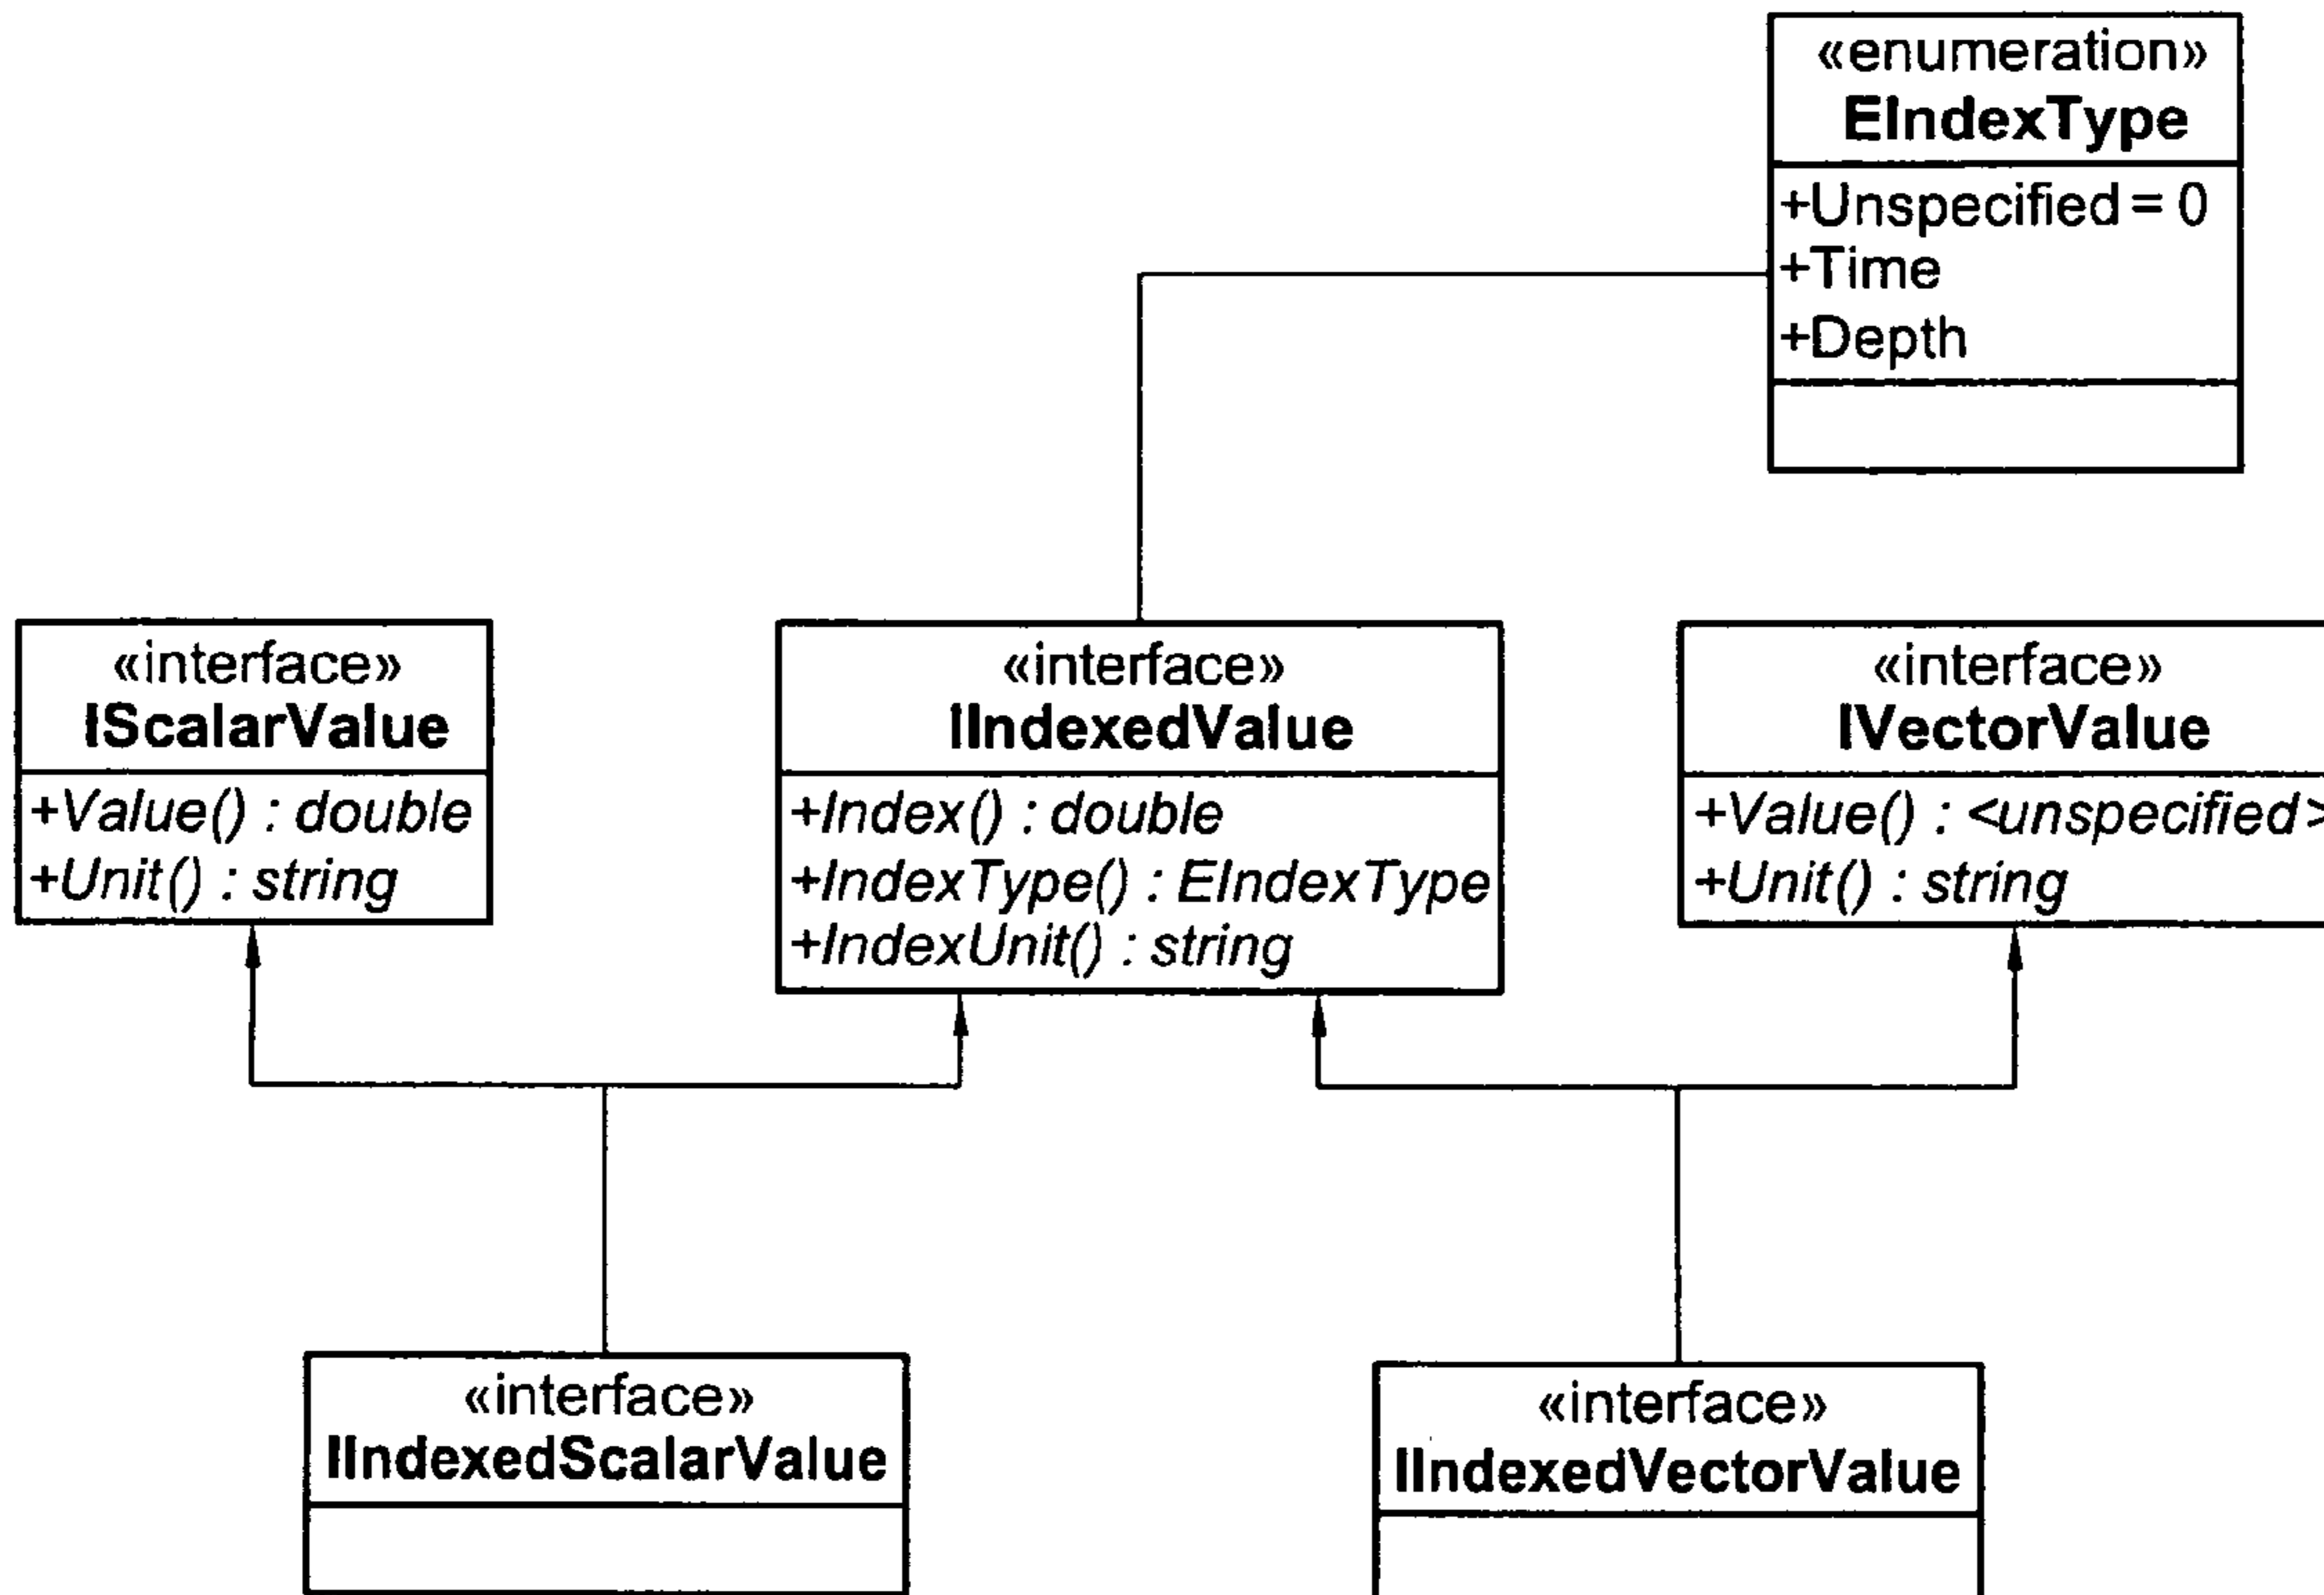 «enumeration»
EIndexType
+Unspecified = 0
+Time
+Depth
«interface»
IScalarValue
+Value() : double
+Unit() : string
«interface»
IIndexedValue
+Index() : double
+IndexType() : EIndexType
+IndexUnit() : string
«interface»
IVectorValue
+Value() : <unspecified>
+Unit() : string
«interface»
IIndexedScalarValue
«interface»
IIndexedVectorValue